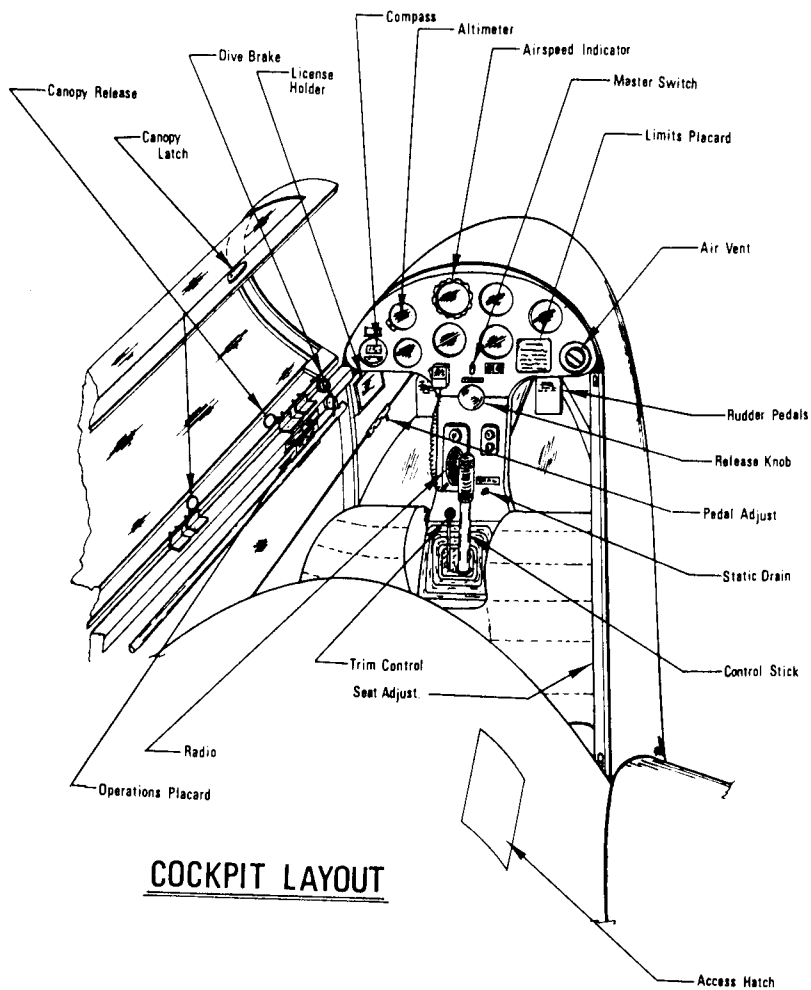 Compass
Altimeter
Airspeed Indicator
Dive Brake
License
Holder
Master Switch
Canopy Release
Limits Placard
Canopy
Latch
Air Vent
Rudder Pedals
Release Knob
Pedal Adjust
Static Drain
Trim Control
Control Stick
Seat Adjust.
Radio
Operations Placard
COCKPIT LAYOUT
Access Hatch